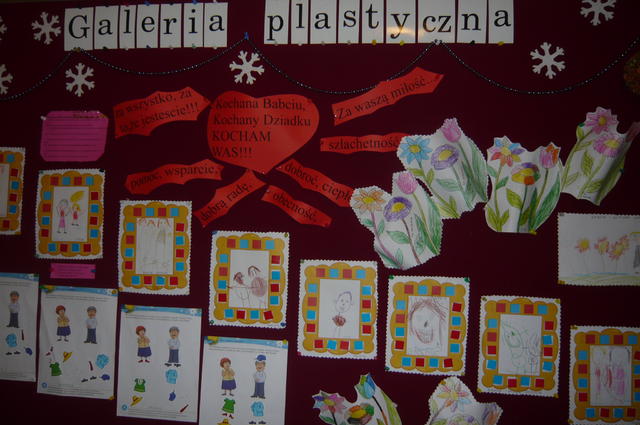 Galeria plastyczna
za wszystko, za
to, że jesteście!!!
Kochana Babciu,
Kochany Dziadku
KOCHAM
WAS!!!
Za waszą miłość...
szlachetność
pomoc, wsparcie,
dobrą radę,
dobroć, ciepło
obecność,